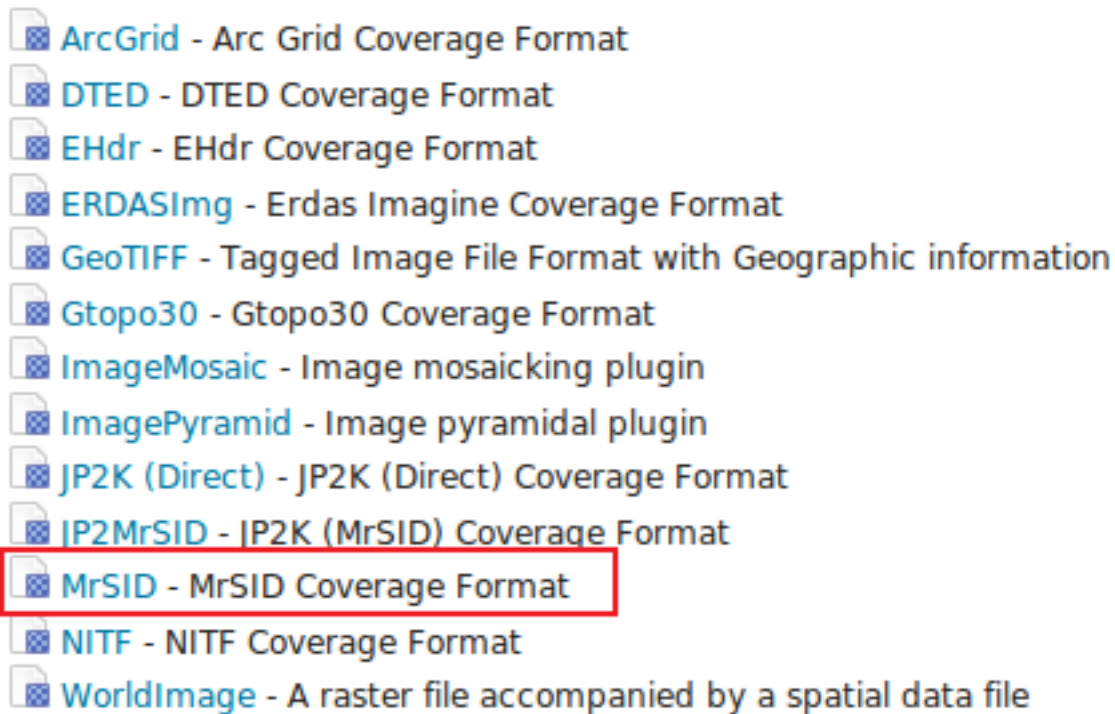 ArcGrid - Arc Grid Coverage Format
DTED - DTED Coverage Format
EHdr - EHdr Coverage Format
ERDASImg - Erdas Imagine Coverage Format
GeoTIFF - Tagged Image File Format with Geographic information
Gtopo30 - Gtopo30 Coverage Format
ImageMosaic - Image mosaicking plugin
ImagePyramid - Image pyramidal plugin
JP2K (Direct) - JP2K (Direct) Coverage Format
JP2MrSID - JP2K (MrSID) Coverage Format
MrSID - MrSID Coverage Format
NITF - NITF Coverage Format
WorldImage - A raster file accompanied by a spatial data file